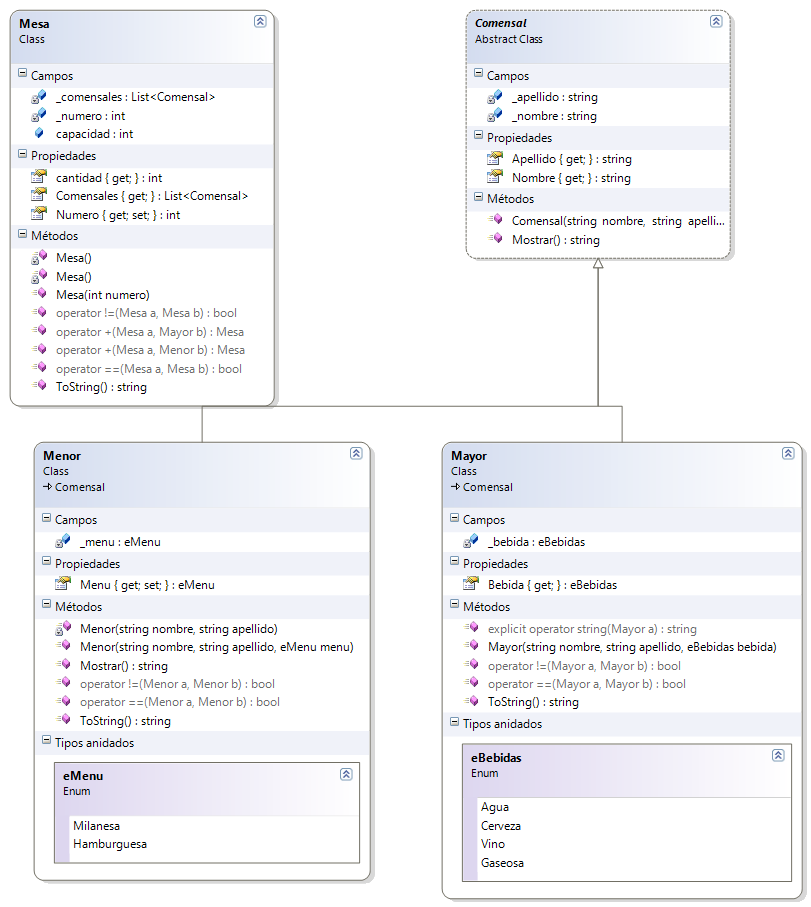 Mesa
Class
Campos
_comensales : List<Comensal>
_numero : int
capacidad : int
Propiedades
cantidad { get; } : int
Comensales { get; } : List<Comensal>
Numero { get; set; } : int
Métodos
Mesa()
Mesa()
Mesa(int numero)
operator !=(Mesa a, Mesa b) : bool
operator +(Mesa a, Mayor b) : Mesa
operator +(Mesa a, Menor b) : Mesa
operator ==(Mesa a, Mesa b) : bool
ToString() : string
Comensal
Abstract Class
Campos
_apellido : string
_nombre : string
Propiedades
Apellido { get; } : string
Nombre { get; } : string
Métodos
Comensal(string nombre, string apelli...
Mostrar() : string
Menor
Class
Comensal
Campos
_menu : eMenu
Propiedades
Menu { get; set; } : eMenu
Métodos
Menor(string nombre, string apellido)
Menor(string nombre, string apellido, eMenu menu)
Mostrar() : string
operator !=(Menor a, Menor b) : bool
operator ==(Menor a, Menor b) : bool
ToString() : string
Tipos anidados
eMenu
Enum
Milanesa
Hamburguesa
Mayor
Class
Comensal
Campos
_bebida : eBebidas
Propiedades
Bebida { get; } : eBebidas
Métodos
explicit operator string(Mayor a) : string
Mayor(string nombre, string apellido, eBebidas bebida)
operator !=(Mayor a, Mayor b) : bool
operator ==(Mayor a, Mayor b) : bool
ToString() : string
Tipos anidados
eBebidas
Enum
Agua
Cerveza
Vino
Gaseosa